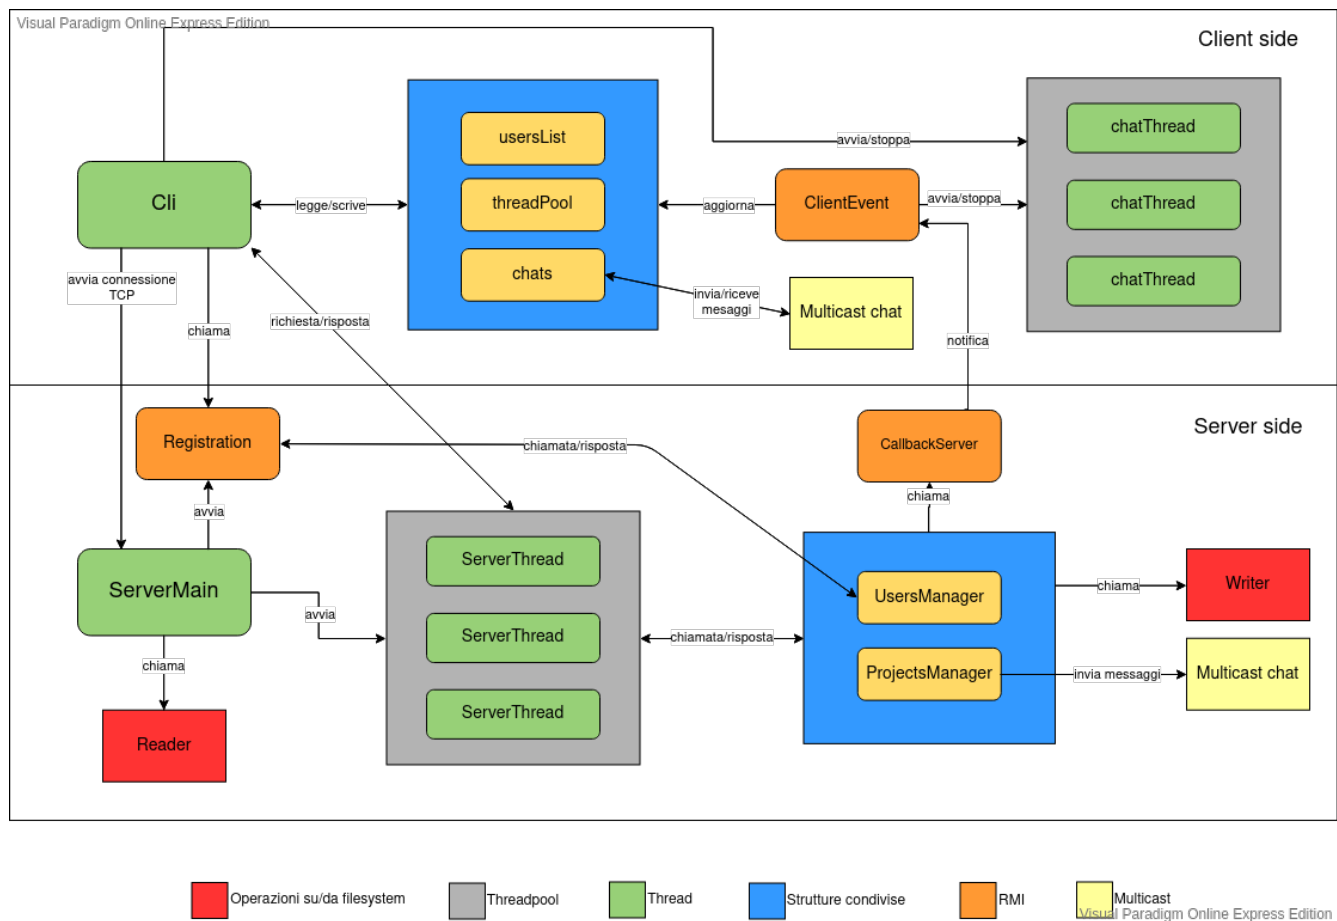 Visual Paradigm Online Express Edition
Client side
usersList
chatThread
avvia/stoppa
Cli
legge/scrive
threadPool
aggiorna
ClientEvent
avvia/stoppa
chatThread
chats
chatThread
avvia connessione
TCP
invia/riceve
mesaggi
Multicast chat
richiesta/risposta
chiama
notifica
Server side
Registration
chiamata/risposta
CallbackServer
chiama
avvia
ServerThread
ServerMain
UsersManager
chiama
Writer
avvia
ServerThread
chiamata/risposta
chiama
ProjectsManager
invia messaggi
Multicast chat
ServerThread
Reader
Operazioni su/da filesystem
Threadpool
Thread
Strutture condivise
RMI
Multicast
Visual Paradigm Online Express Edition